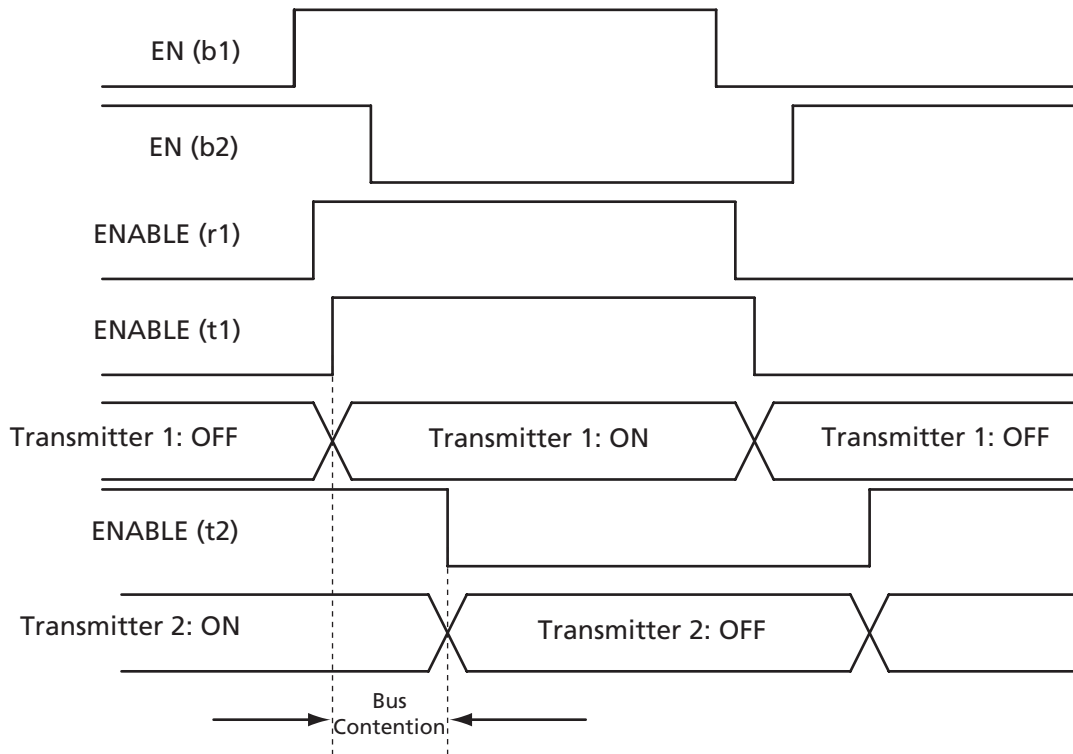 EN (b1)
EN (b2)
ENABLE (r1)
ENABLE (t1)
Transmitter 1: OFF
Transmitter 1: ON
Transmitter 1: OFF
ENABLE (t2)
Transmitter 2: ON
Transmitter 2: OFF
Bus
Contention